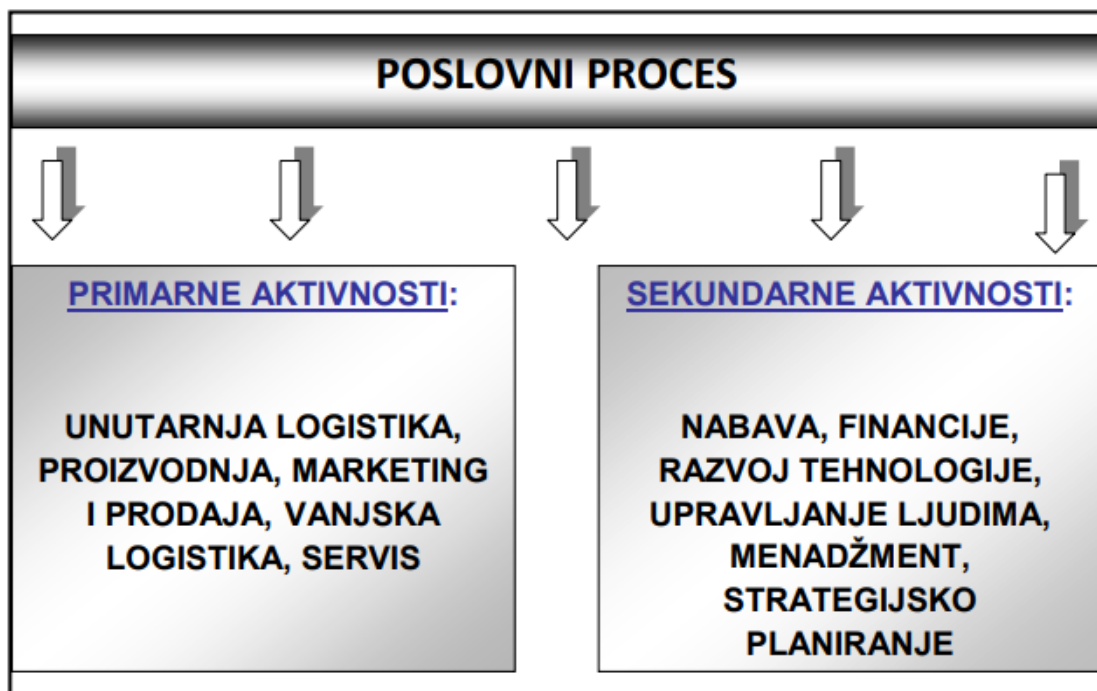 POSLOVNI PROCES
PRIMARNE AKTIVNOSTI:
UNUTARNJA LOGISTIKA,
PROIZVODNJA, MARKETING
I PRODAJA, VANJSKA
LOGISTIKA, SERVIS
SEKUNDARNE AKTIVNOSTI:
NABAVA, FINANCIJE,
RAZVOJ TEHNOLOGIJE,
UPRAVLJANJE LJUDIMA,
MENADŽMENT,
STRATEGIJSKO
PLANIRANJE